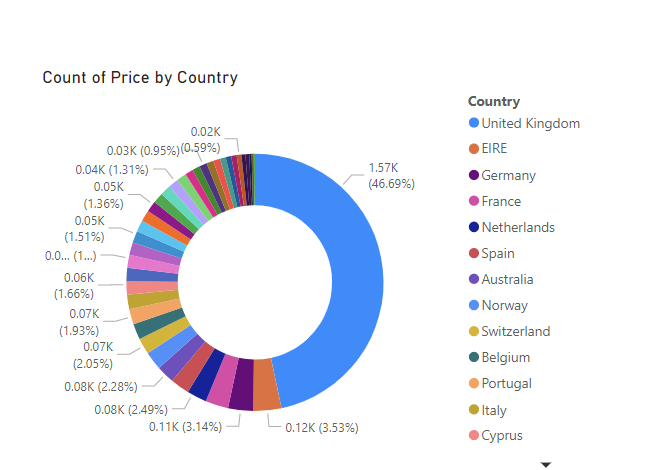 Count of Price by Country
Country
United Kingdom
EIRE
Germany
France
Netherlands
Spain
Australia
Norway
Switzerland
Belgium
Portugal
Italy
Cyprus
1.57K
(46.69%)
0.12K (3.53%)
0.11K (3.14%)
0.08K (2.49%)
0.08K (2.28%)
0.07K
(2.05%)
0.07K
(1.93%)
0.06K
(1.66%)
0.0... (1...)
0.05K
(1.51%)
0.05K
(1.36%)
0.04K (1.31%)
0.03K (0.95%)
0.02K
(0.59%)